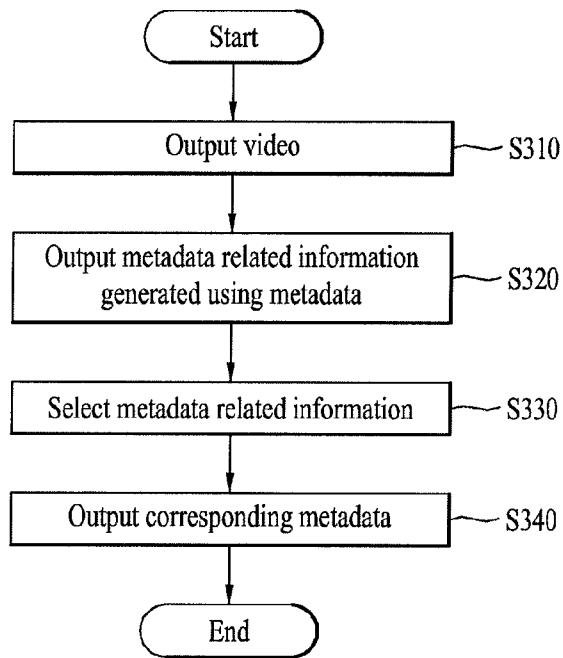 Start
Output video
S310
Output metadata related information
generated using metadata
S320
Select metadata related information
S330
Output corresponding metadata
S340
End